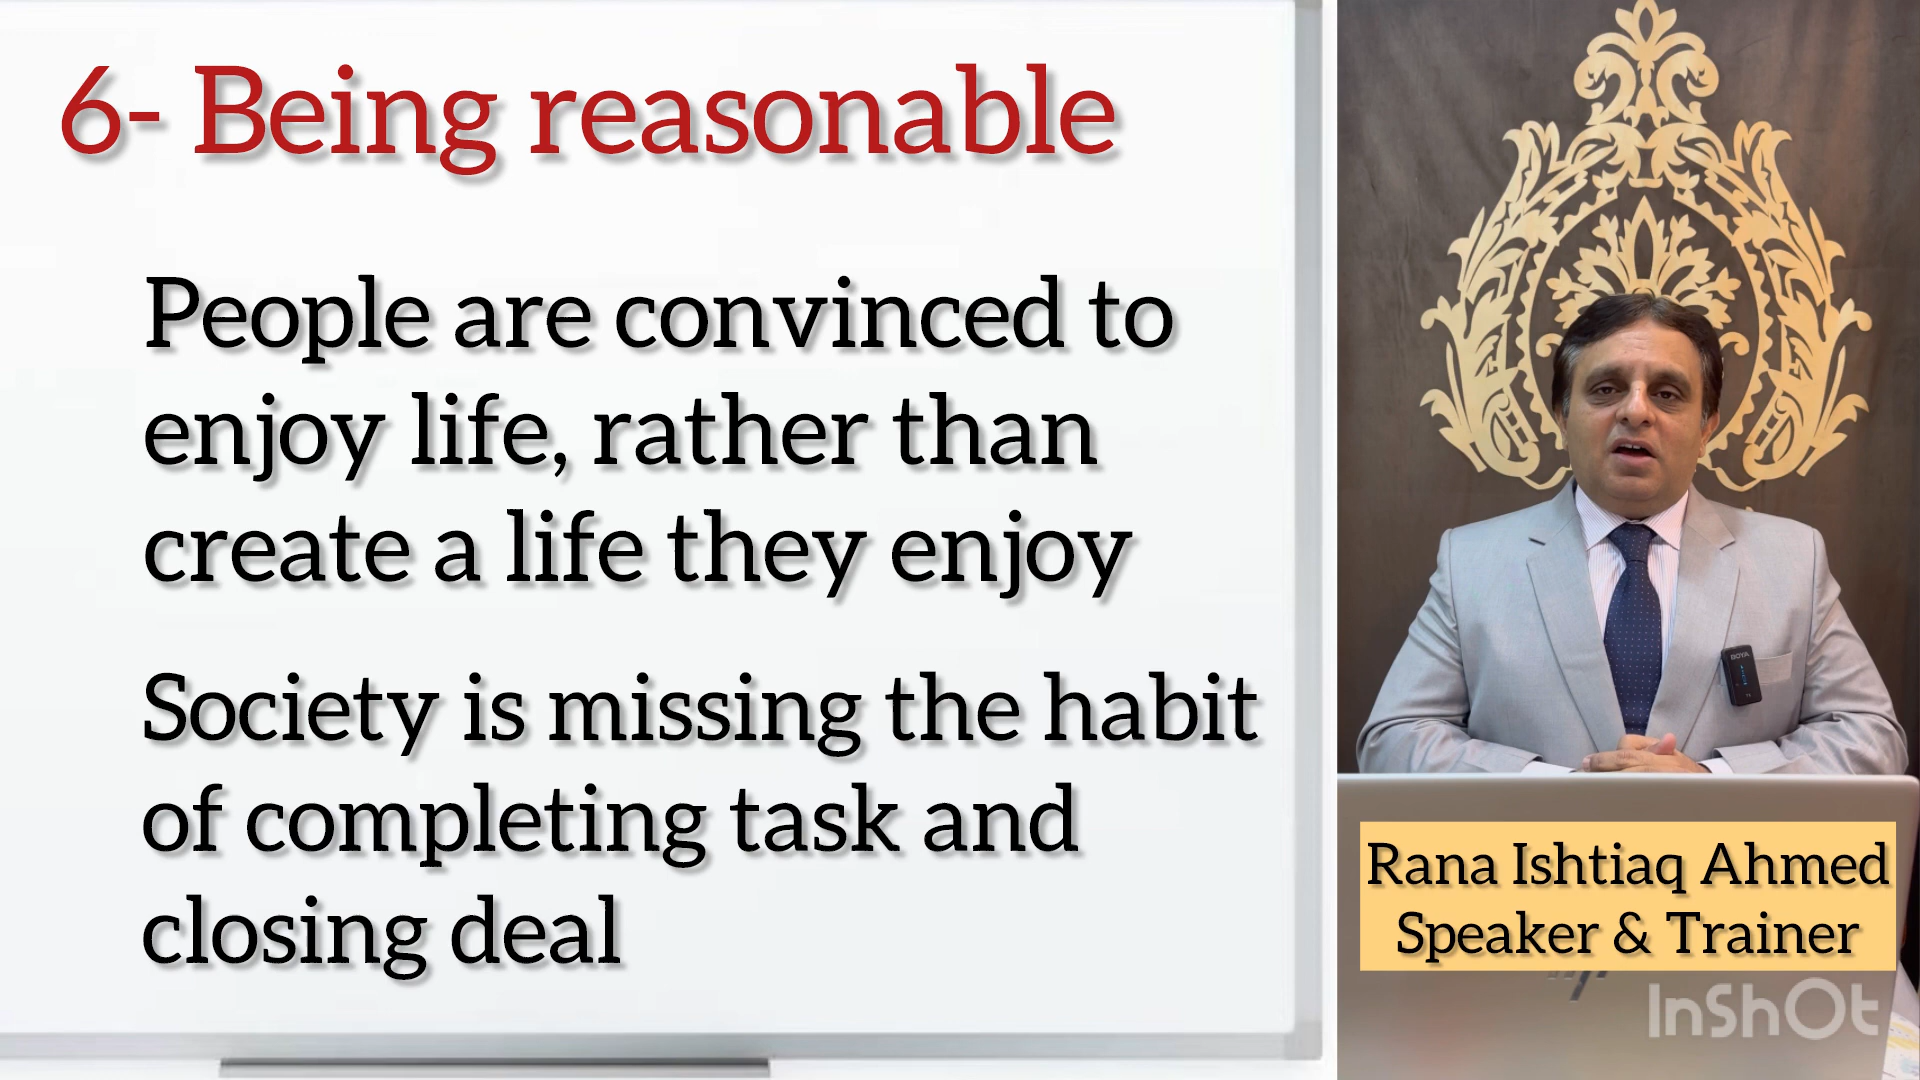 6- Being reasonable
People are convinced to
enjoy life, rather than
create a life they enjoy
Society is missing the habit
of completing task and
closing deal
BOYA
Rana Ishtiaq Ahmed
Speaker & Trainer
InShOt